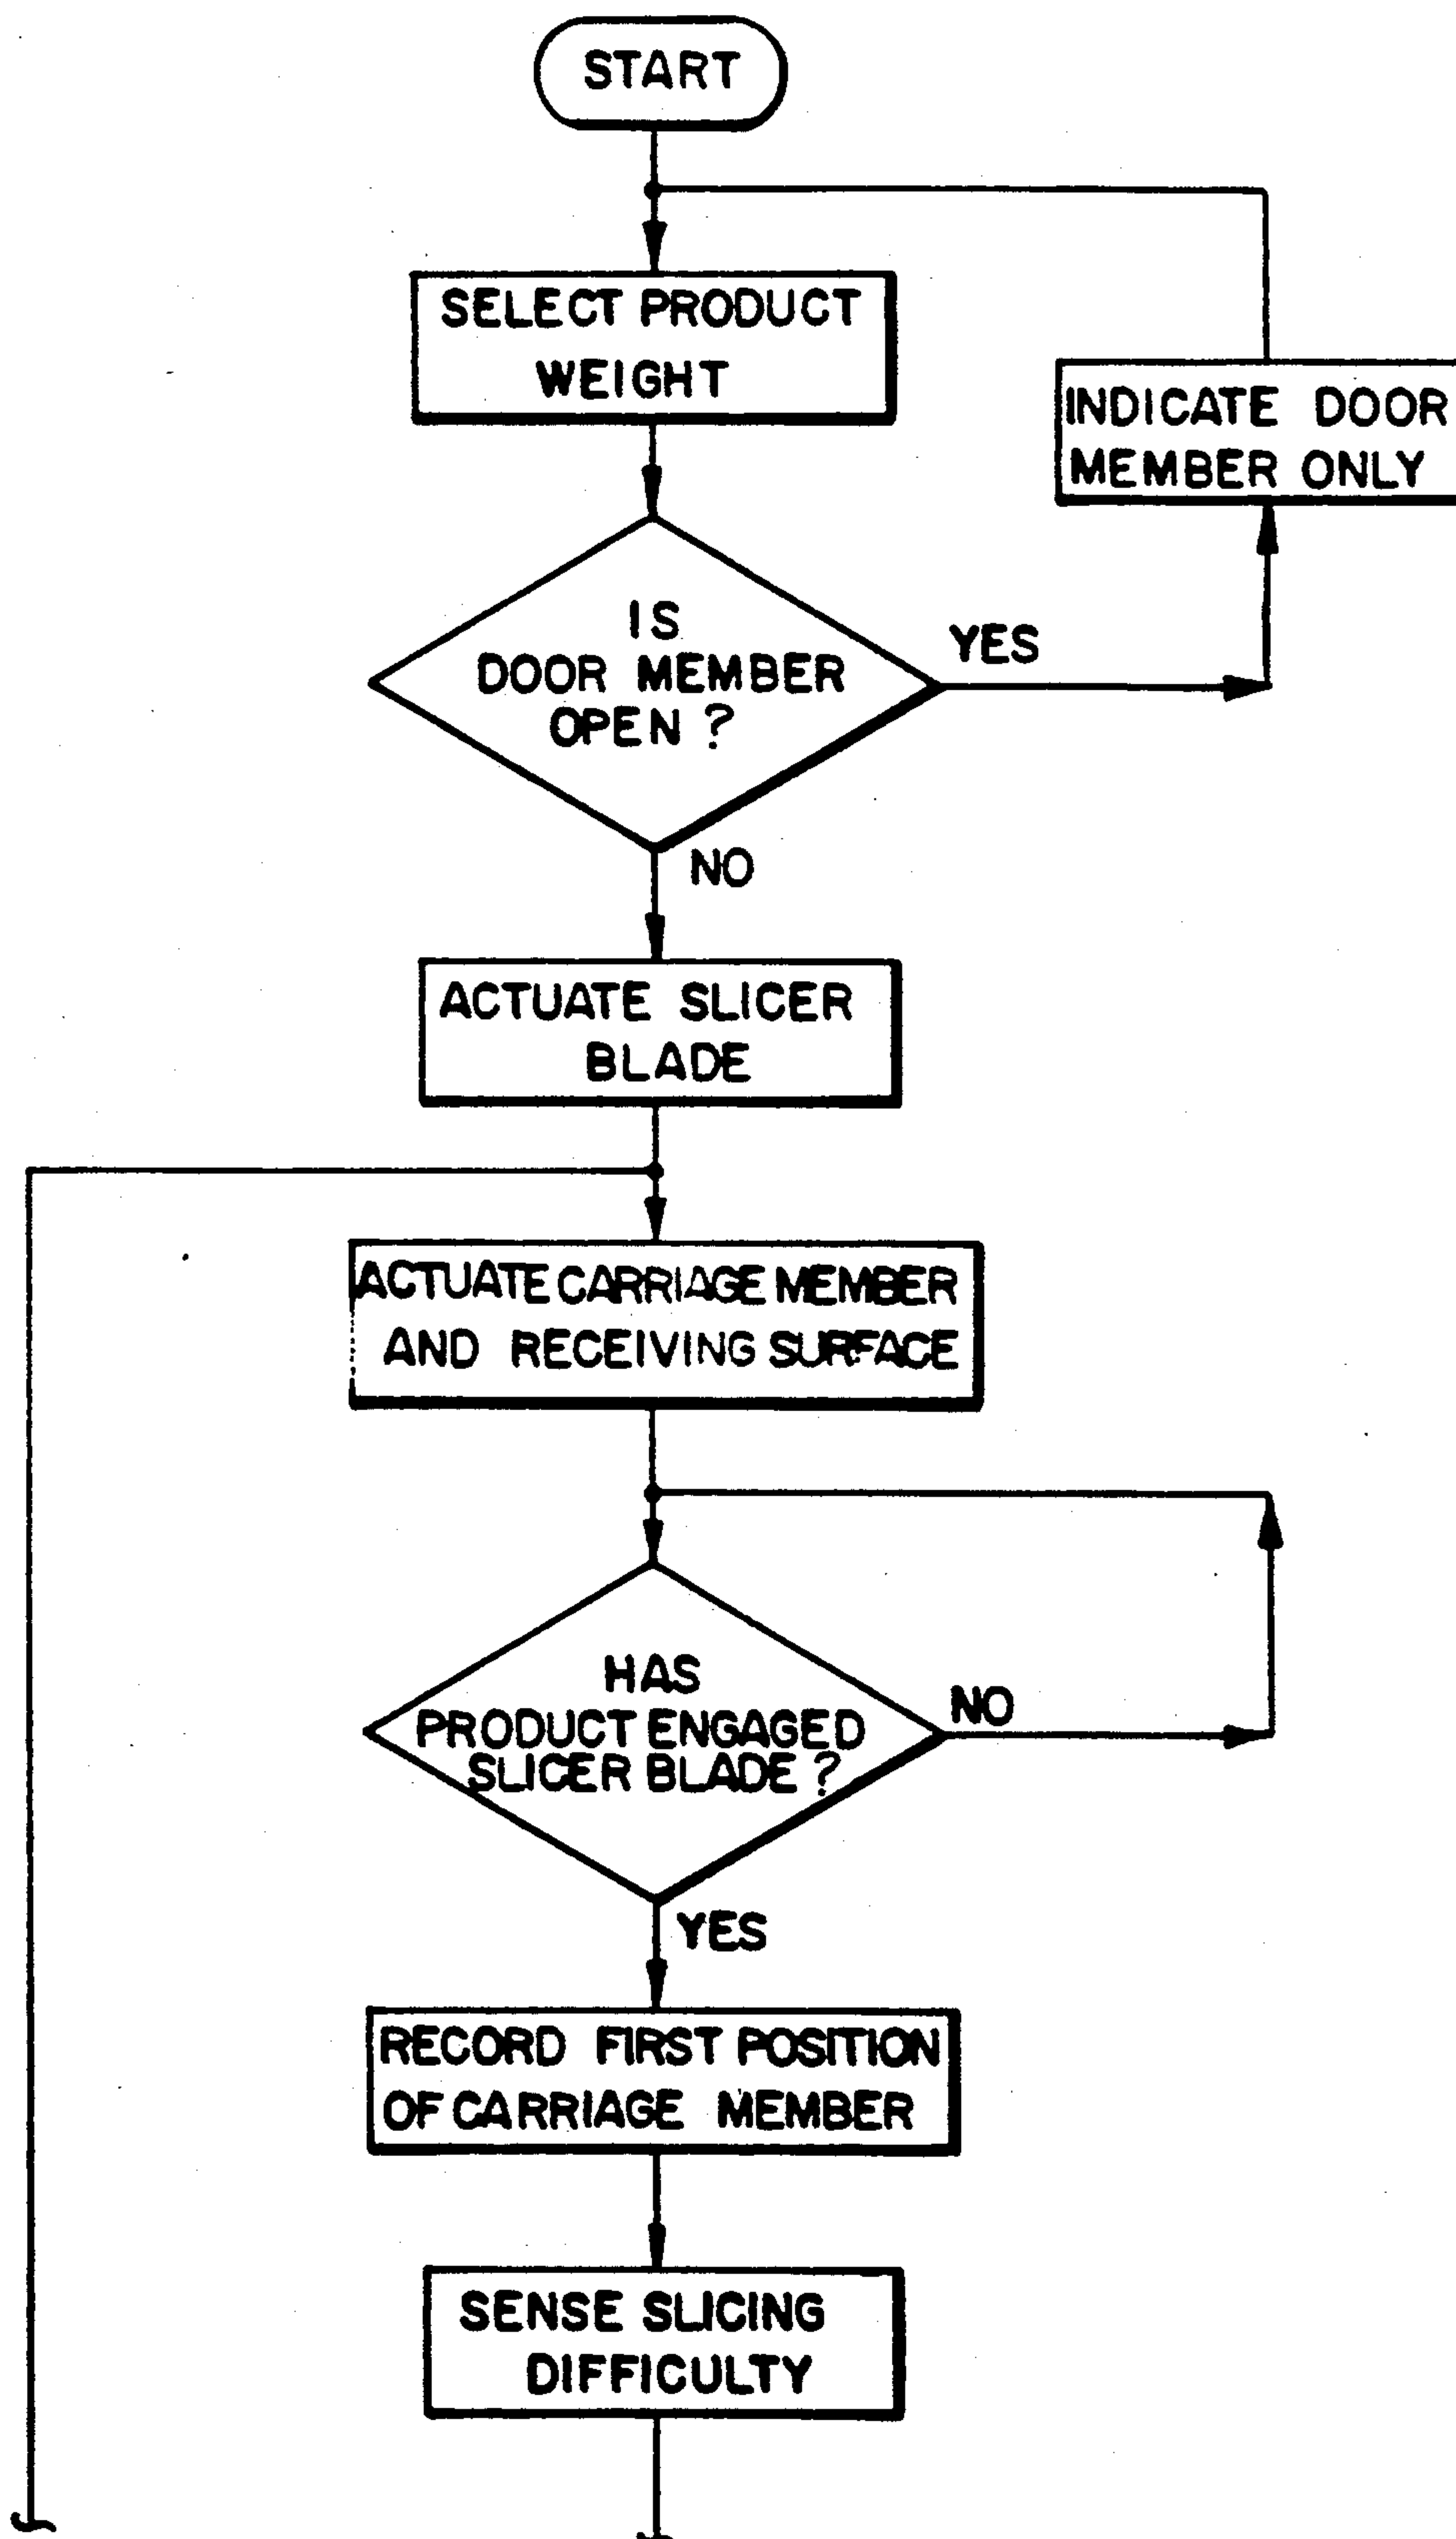 START
SELECT PRODUCT
WEIGHT
INDICATE DOOR
MEMBER ONLY
IS
DOOR MEMBER
OPEN ?
YES
NO
ACTUATE SLICER
BLADE
ACTUATE CARRIAGE MEMBER
AND RECEIVING SURFACE
HAS
PRODUCT ENGAGED
SLICER BLADE ?
NO
YES
RECORD FIRST POSITION
OF CARRIAGE MEMBER
SENSE SLICING
DIFFICULTY